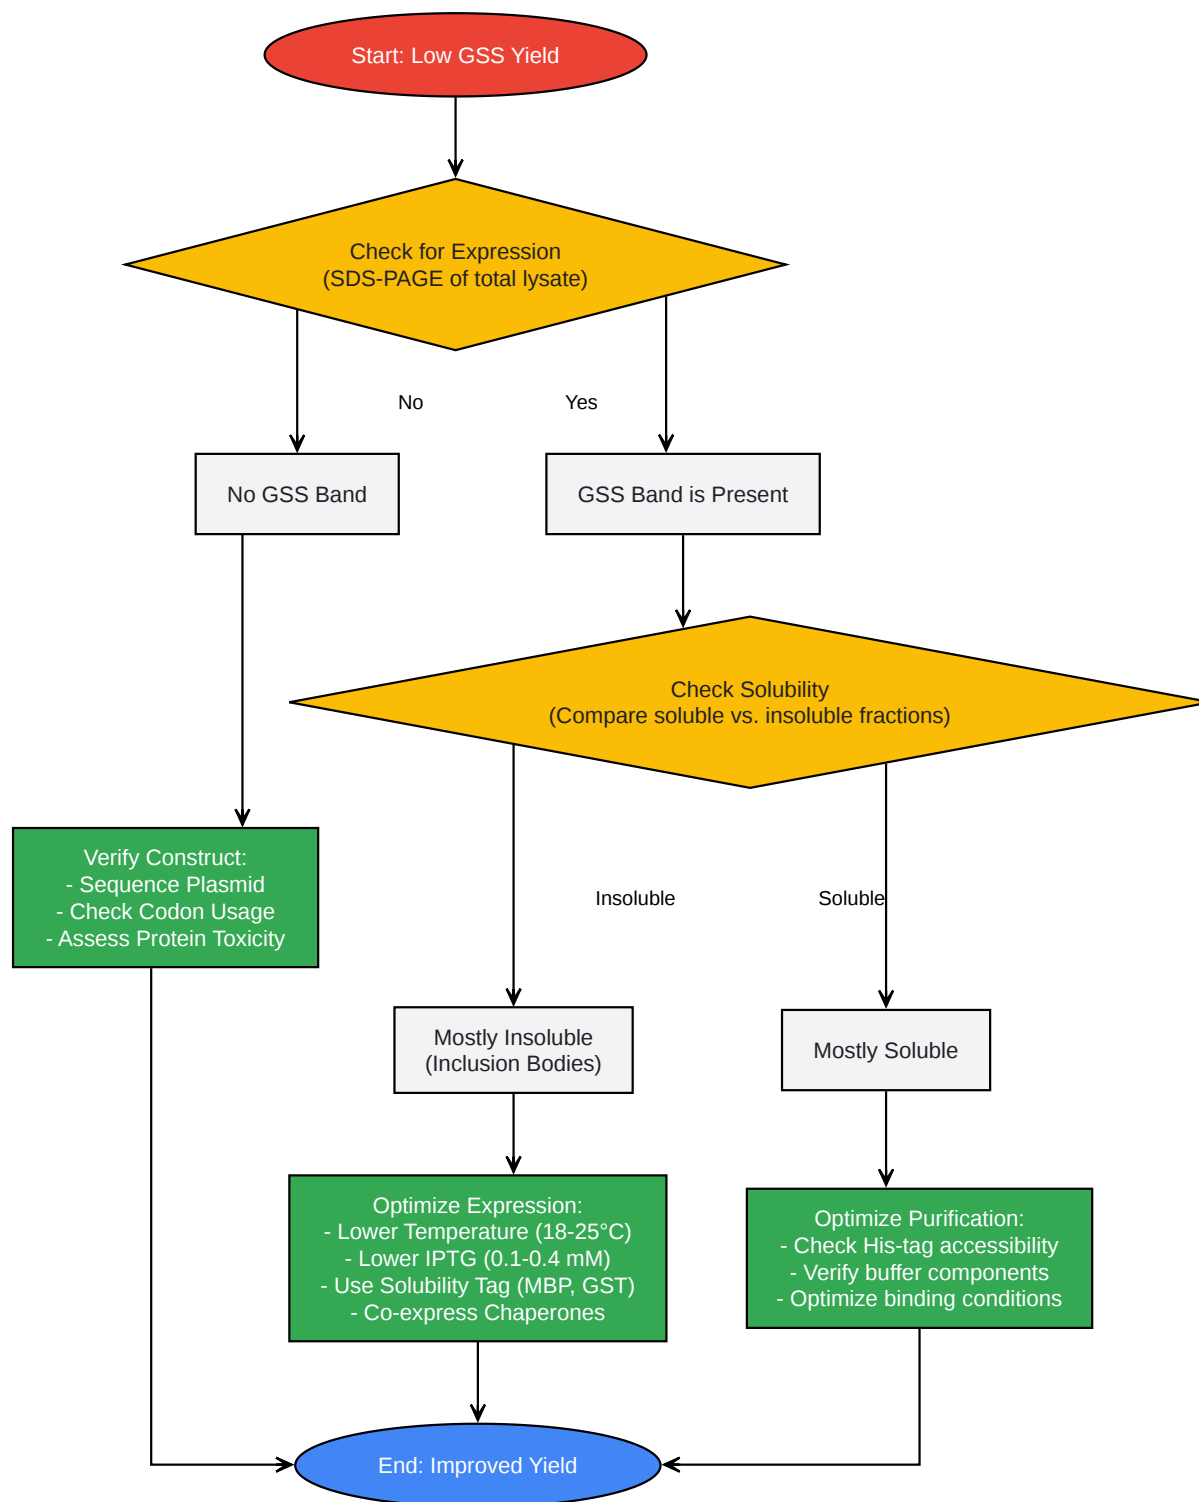 Start: Low GSS Yield
Check for Expression
(SDS-PAGE of total lysate)
No
Yes
No GSS Band
GSS Band is Present
Check Solubility
(Compare soluble vs. insoluble fractions)
Verify Construct:
- Sequence Plasmid
- Check Codon Usage
- Assess Protein Toxicity
Insoluble
Soluble
Mostly Insoluble
(Inclusion Bodies)
Mostly Soluble
Optimize Expression:
- Lower Temperature (18-25°C)
- Lower IPTG (0.1-0.4 mM)
- Use Solubility Tag (MBP, GST)
- Co-express Chaperones
Optimize Purification:
- Check His-tag accessibility
- Verify buffer components
- Optimize binding conditions
End: Improved Yield